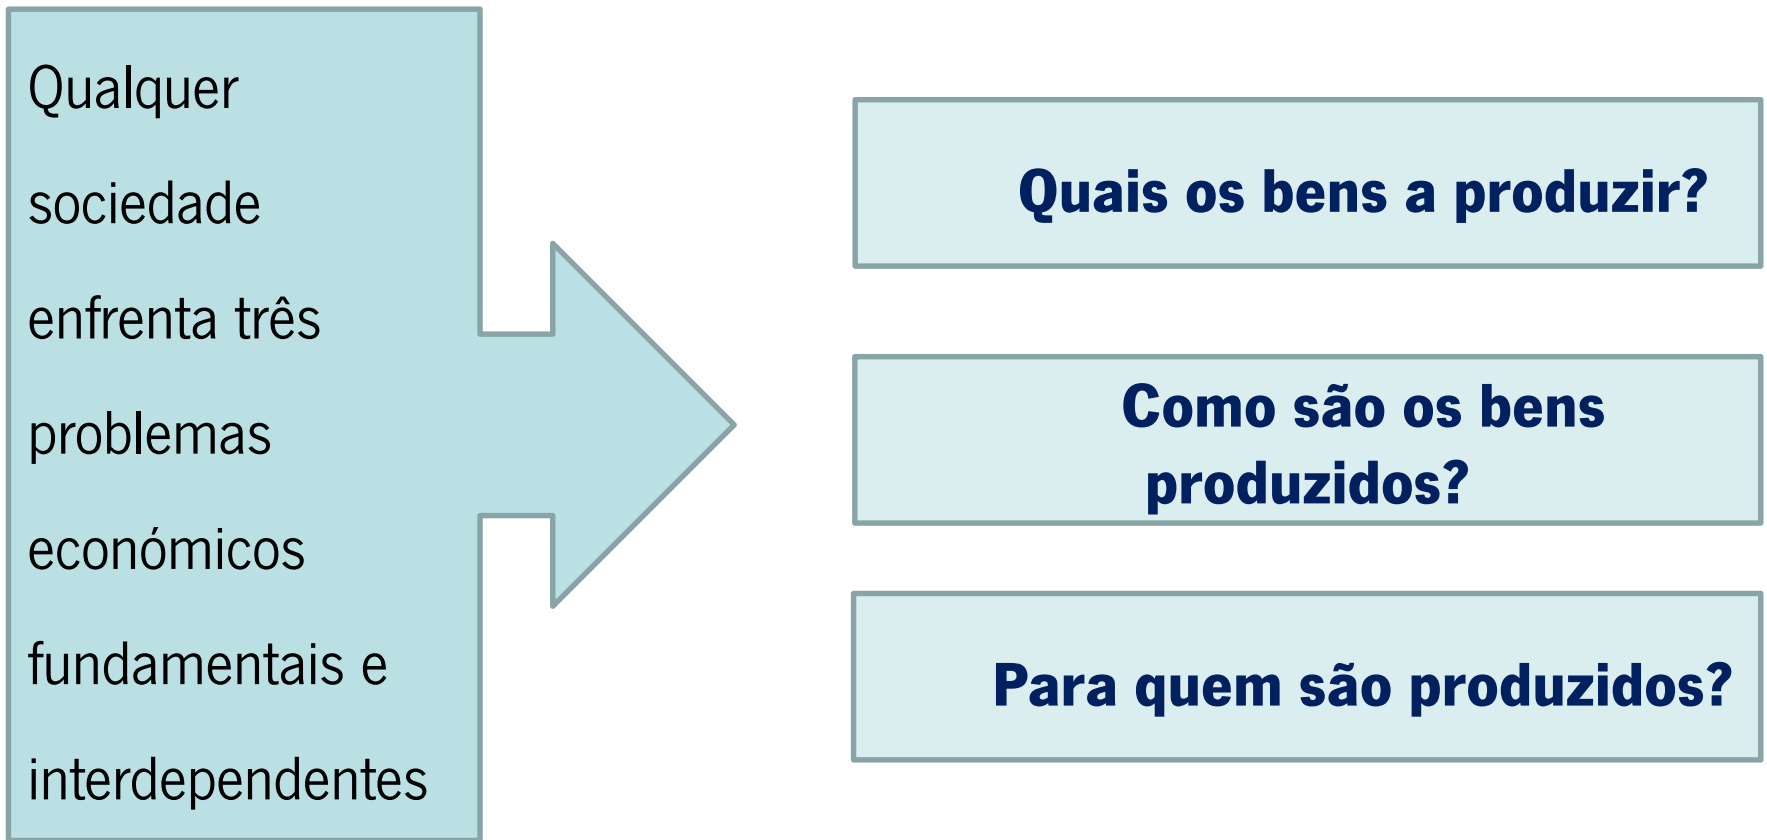 Qualquer
sociedade
enfrenta três
problemas
económicos
fundamentais e
interdependentes
Quais os bens a produzir?
Como são os bens
produzidos?
Para quem são produzidos?